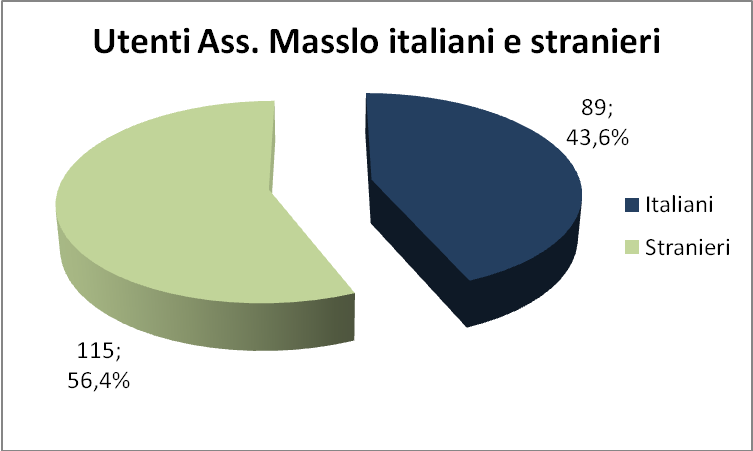 Utenti Ass. Masslo italiani e stranieri
89;
43,6%
Italiani
Stranieri
115;
56,4%